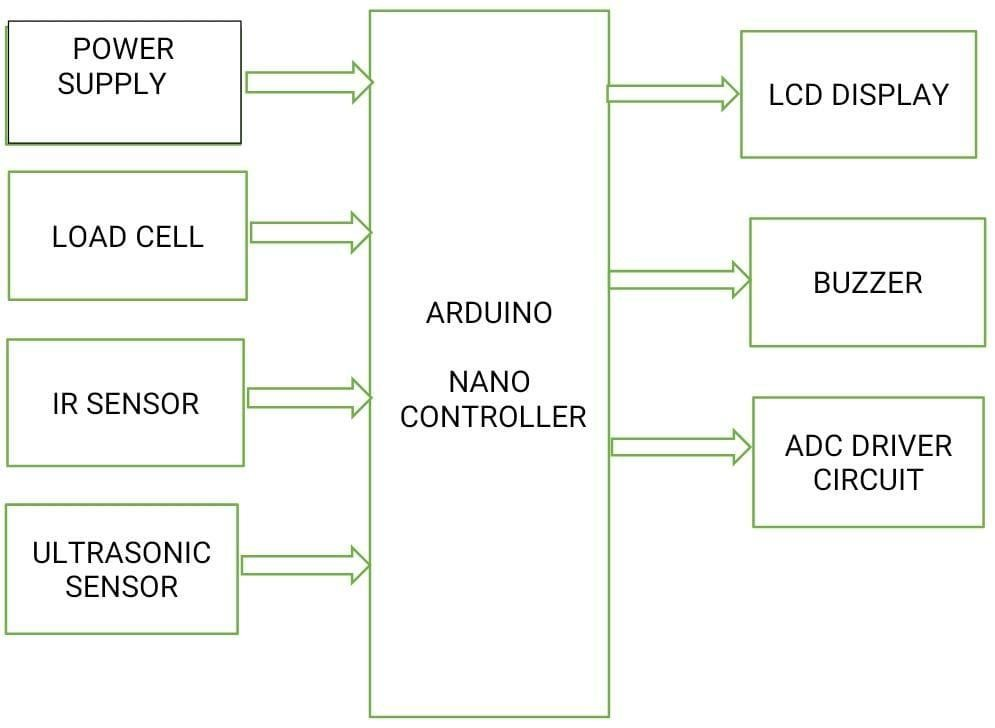 POWER
SUPPLY
LOAD CELL
IR SENSOR
ULTRASONIC
SENSOR
ARDUINO
NANO
CONTROLLER
LCD DISPLAY
BUZZER
ADC DRIVER
CIRCUIT